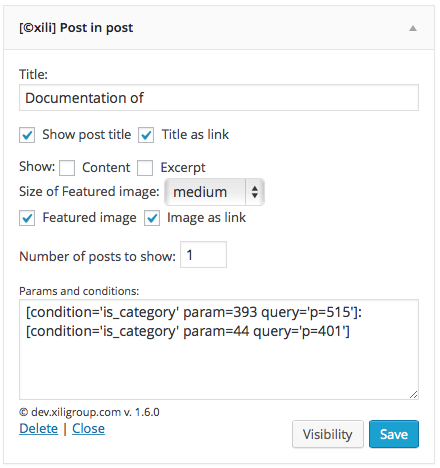 [©xili] Post in post
Title:
Documentation of
Show post title Title as link
Show: Content Excerpt
Size of Featured image: medium
Featured image Image as link
Number of posts to show: 1
Params and conditions:
[condition='is_category' param=393 query='p=515']:
[condition='is_category' param=44 query='p=401']
© dev.xiligroup.com v. 1.6.0
Delete | Close
Visibility Save